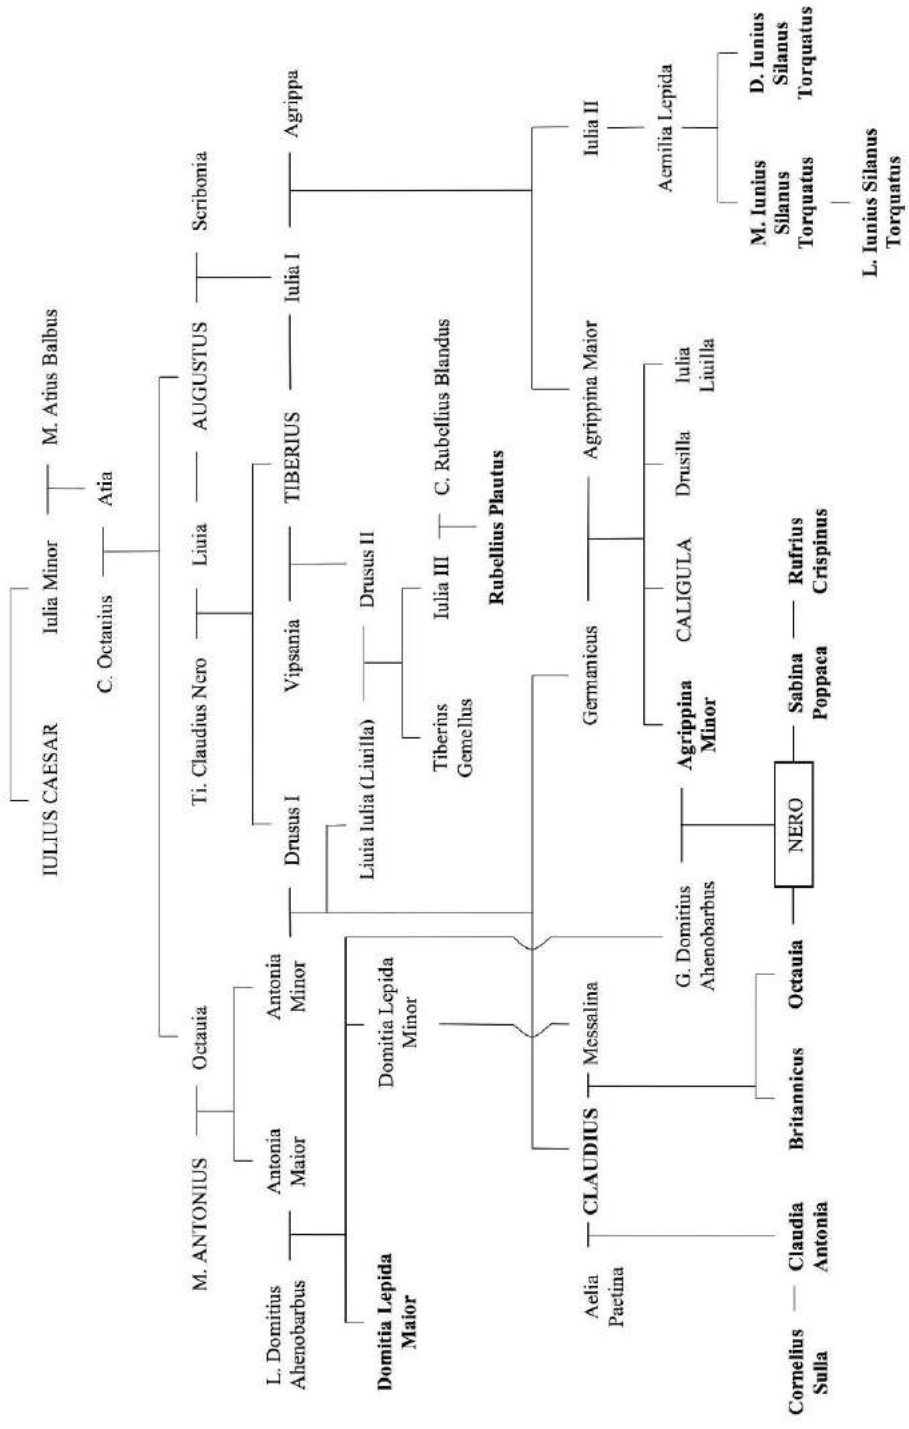 IULIUS CAESAR
Iulia Minor
M. Atius Balbus
C. Octauius
Atia
M. ANTONIUS
Octauia
Ti. Claudius Nero
Liuia
AUGUSTUS
Scribonia
L. Domitius
Ahenobarbus
Antonia
Maior
Antonia
Minor
Drusus I
Vipsania
TIBERIUS
Iulia I
Agrippa
Domitia Lepida
Maior
Domitia Lepida
Minor
Liuia Iulia (Liuilla)
Drusus II
Tiberius
Gemellus
Iulia III
C. Rubellius Blandus
Rubellius Plautus
Aelia
Paetina
CLAUDIUS
Messalina
Germanicus
Agrippina Maior
Iulia II
G. Domitius
Ahenobarbus
Agrippina
Minor
CALIGULA
Drusilla
Iulia
Liuilla
Aemilia Lepida
Cornelius
Sulla
Claudia
Antonia
Britannicus
Octauia
NERO
Sabina
Poppaea
Rufrius
Crispinus
M. Iunius
Silanus
Torquatus
D. Iunius
Silanus
Torquatus
L. Iunius Silanus
Torquatus